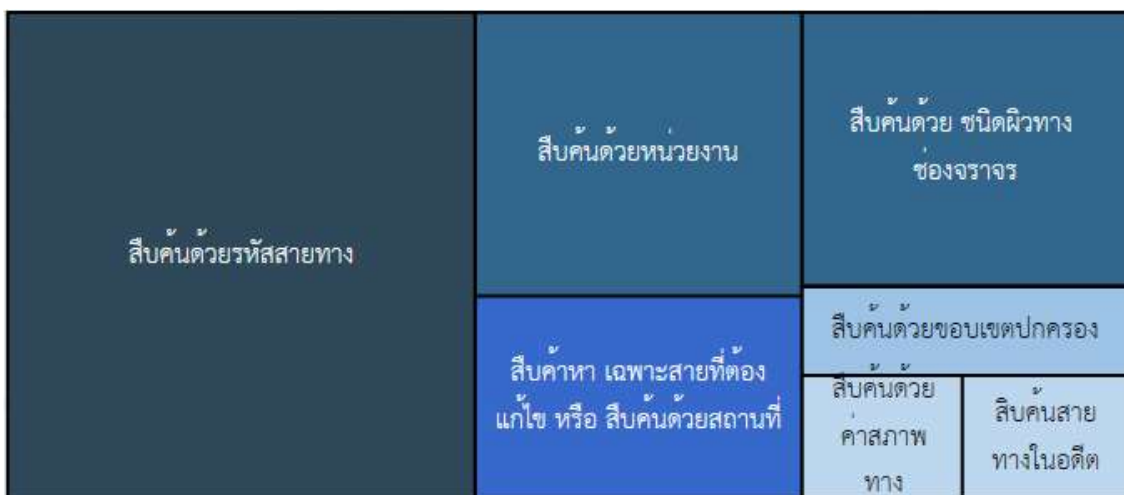 สืบค้นด้วยรหัสสายทาง
สืบค้นด้วยหน่วยงาน
สืบค้นด้วย ชนิดผิวทาง
ช่องจราจร
สืบค้าหา เฉพาะสายที่ต้อง
แก้ไข หรือ สืบค้นด้วยสถานที่
สืบค้นด้วยขอบเขตปกครอง
สืบค้นด้วย
ค่าสภาพ
ทาง
สิบค้นสาย
ทางในอดีต